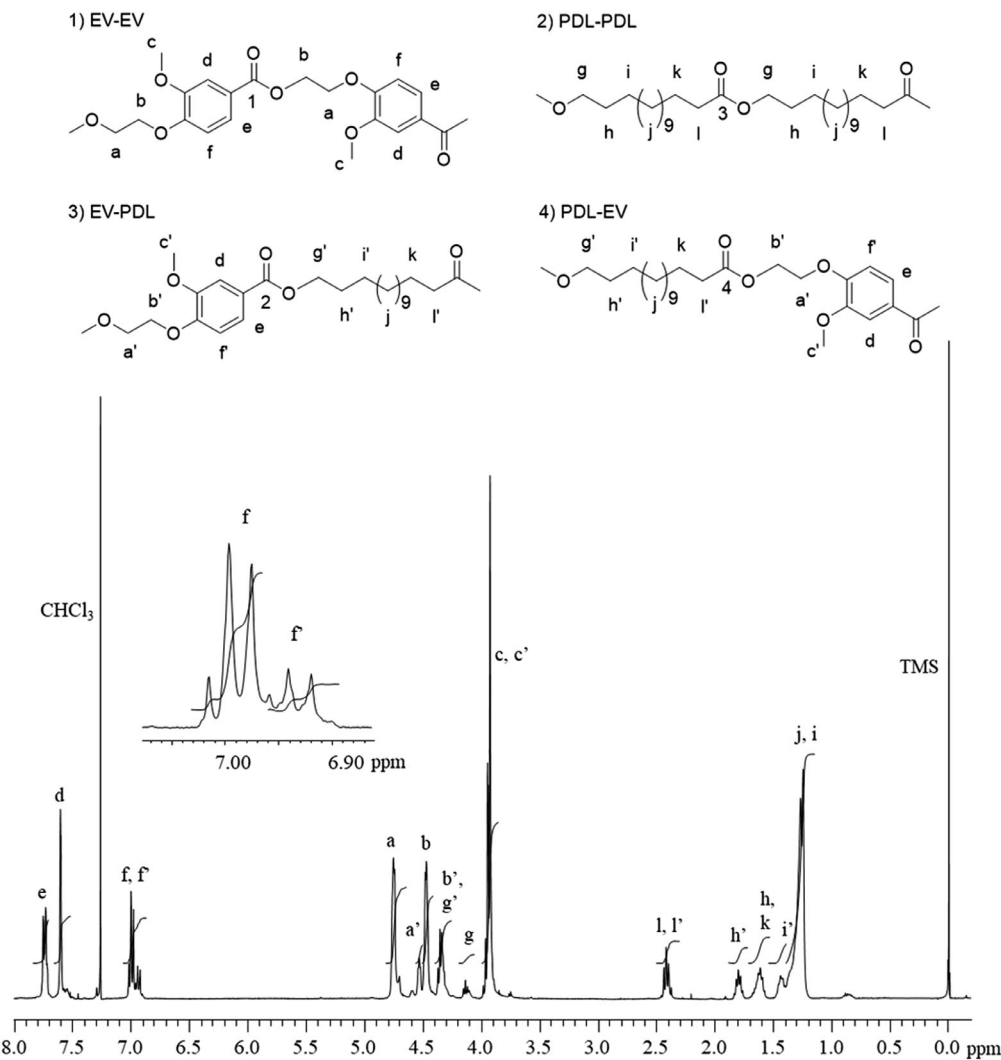 1) EV-EV
c
d
O
b
f
O
1
O
O
e
b
O
e
a
O
O
f
a
c
d
O
2) PDL-PDL
g
i
k
O
g
i
k
O
O
h
(j)9
3
l
O
h
(j)9
l
3) EV-PDL
c'
d
O
g'
i'
k
O
O
2
O
h'
(j)9
l'
b'
O
e
O
a'
f'
4) PDL-EV
g'
i'
k
O
b'
f'
O
h'
(j)9
4
l'
O
O
a'
e
O
c'
d
O
f
CHCl3
f'
7.00 6.90 ppm
c, c'
TMS
j, i
e
d
f, f'
a
a'
b
b',
g'
g
l, l'
h'
h,
k
i'
8.0 7.5 7.0 6.5 6.0 5.5 5.0 4.5 4.0 3.5 3.0 2.5 2.0 1.5 1.0 0.5 0.0 ppm